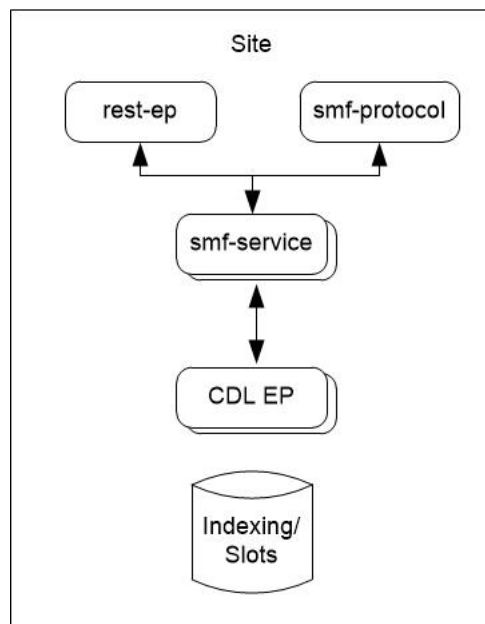 Site
rest-ep
smf-protocol
smf-service
CDL EP
Indexing/
Slots